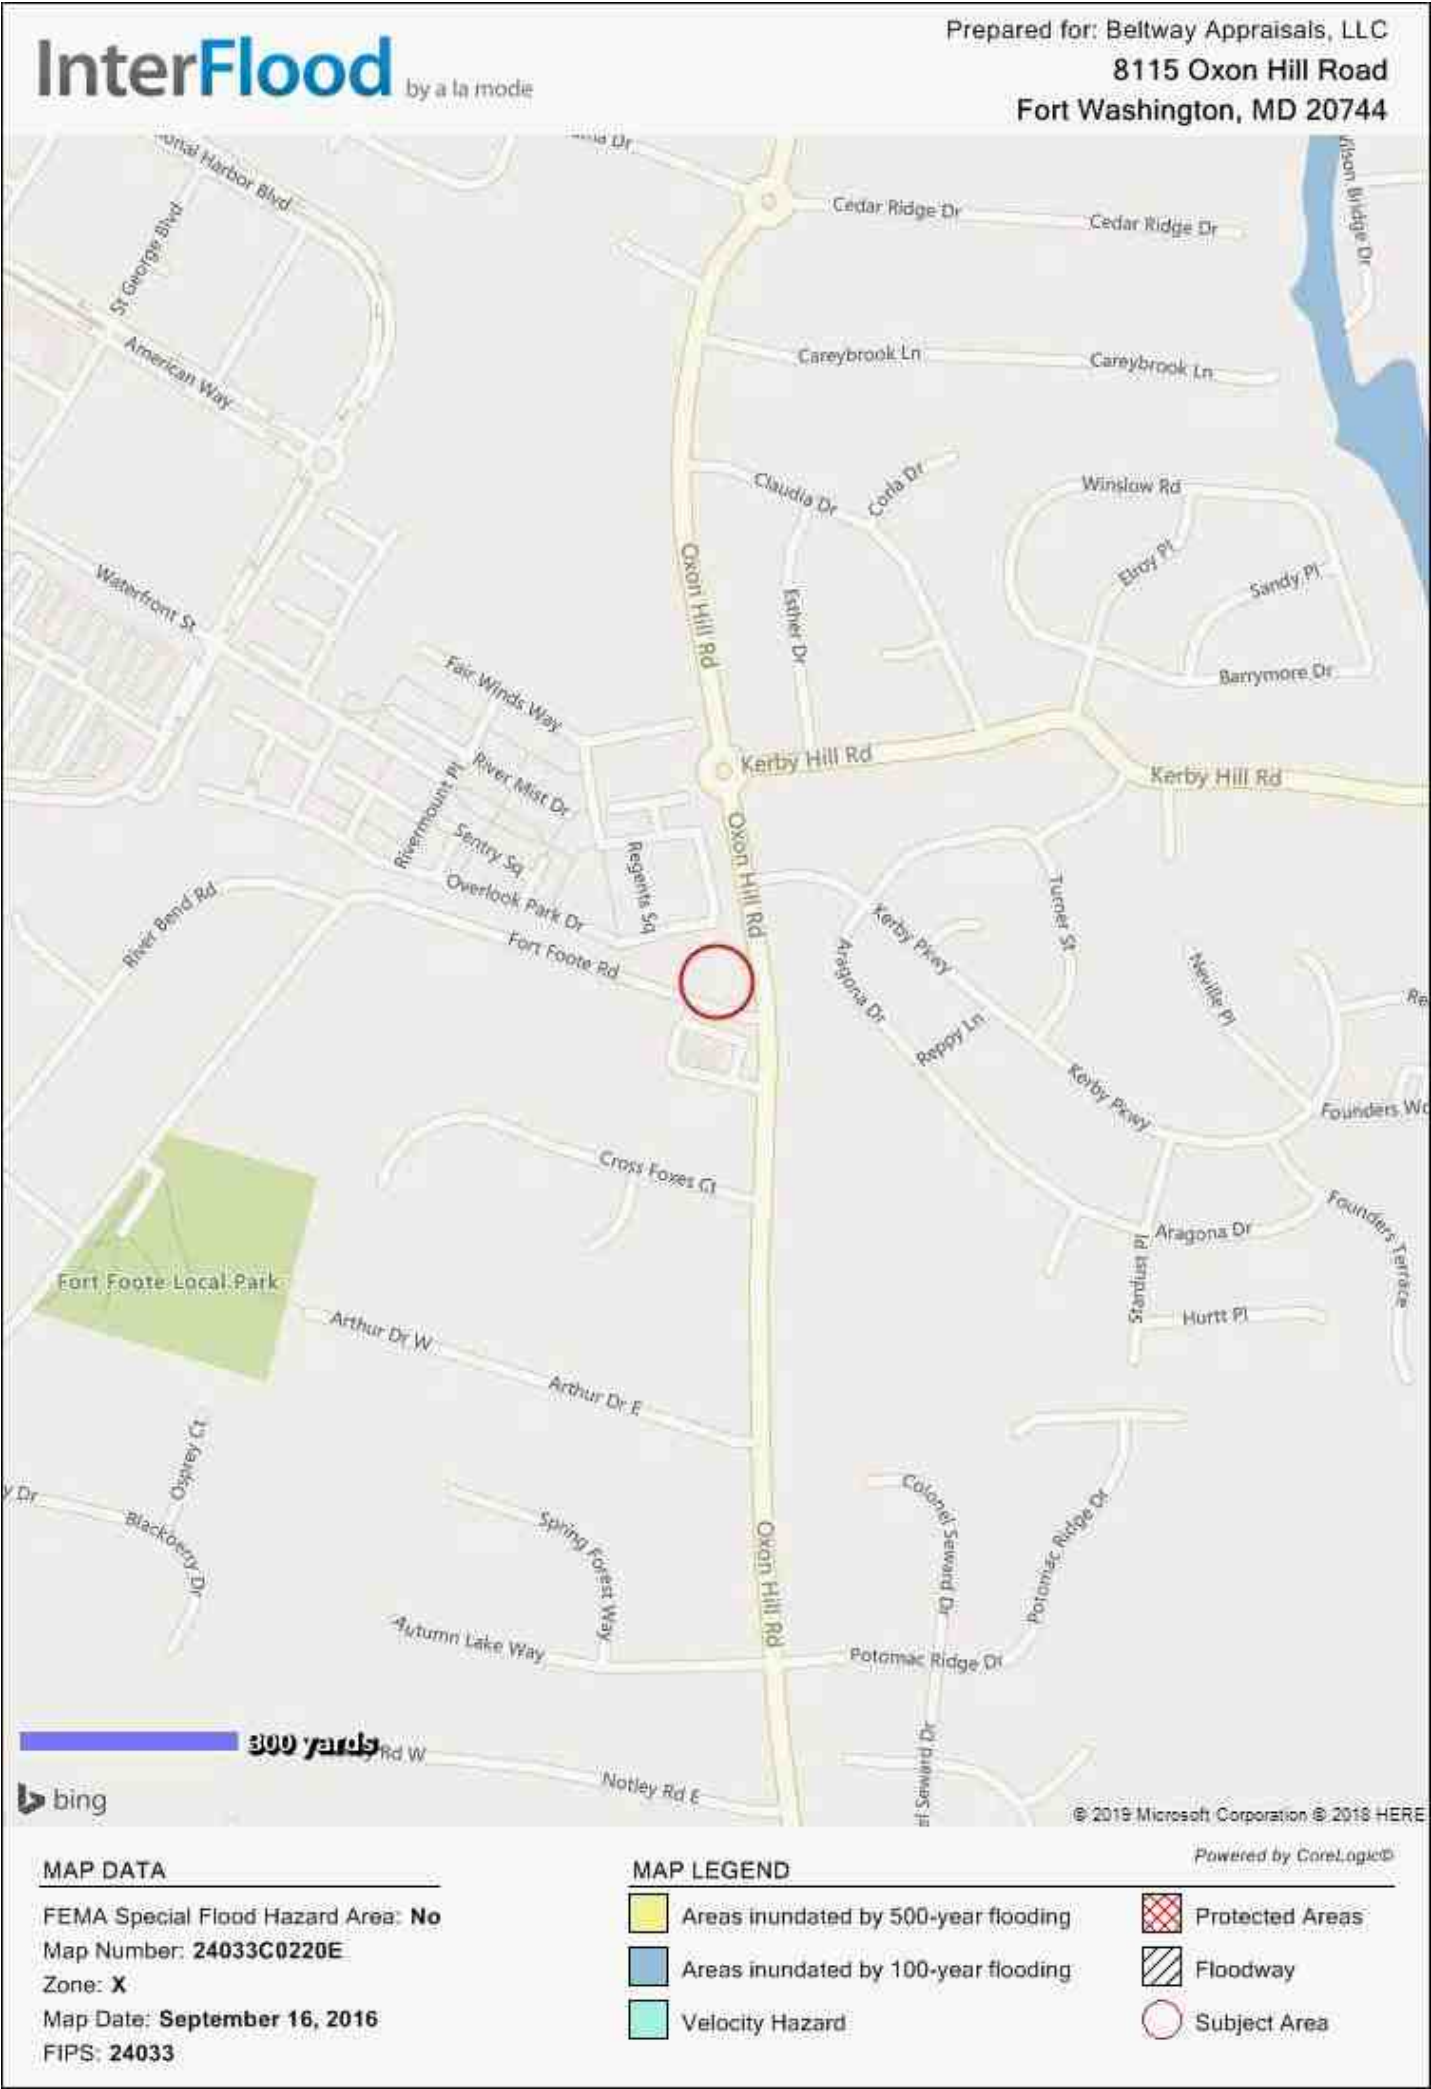 InterFlood by a la mode
Prepared for: Beltway Appraisals, LLC
8115 Oxon Hill Road
Fort Washington, MD 20744
Dr
Harbor Blvd
St George Blvd
American Way
Cedar Ridge Dr
Cedar Ridge Dr
Bridge Dr
Careybrook Ln
Careybrook Ln
Claudia Dr
Corla Dr
Winslow Rd
Elroy Pl
Sandy Pl
Barrymore Dr
Oxon Hill Rd
Esther Dr
Waterfront St
Fair Winds Way
River Mist Dr
Rivermount Pl
Sentry Sq
Overlook Park Dr
Regents Sq
Kerby Hill Rd
Kerby Hill Rd
Oxon Hill Rd
River Bend Rd
Fort Foote Rd
Kerby Pkwy
Turner St
Aragona Dr
Reppy Ln
Neville Pl
Re
Kerby Pkwy
Founders Wo
Cross Foxes Ct
Aragona Dr
Founders Terrace
Stardust Pl
Hurtt Pl
Fort Foote Local Park
Arthur Dr W
Arthur Dr E
Osprey Ct
y Dr
Blackberry Dr
Spring Forest Way
Oxon Hill Rd
Colonel Seward Dr
Potomac Ridge Dr
Autumn Lake Way
Potomac Ridge Dr
300 yards
Rd W
Notley Rd E
el Seward Dr
bing
© 2019 Microsoft Corporation © 2018 HERE
Powered by CoreLogic©
MAP DATA
FEMA Special Flood Hazard Area: No
Map Number: 24033C0220E
Zone: X
Map Date: September 16, 2016
FIPS: 24033
MAP LEGEND
Areas inundated by 500-year flooding
Areas inundated by 100-year flooding
Velocity Hazard
Protected Areas
Floodway
Subject Area